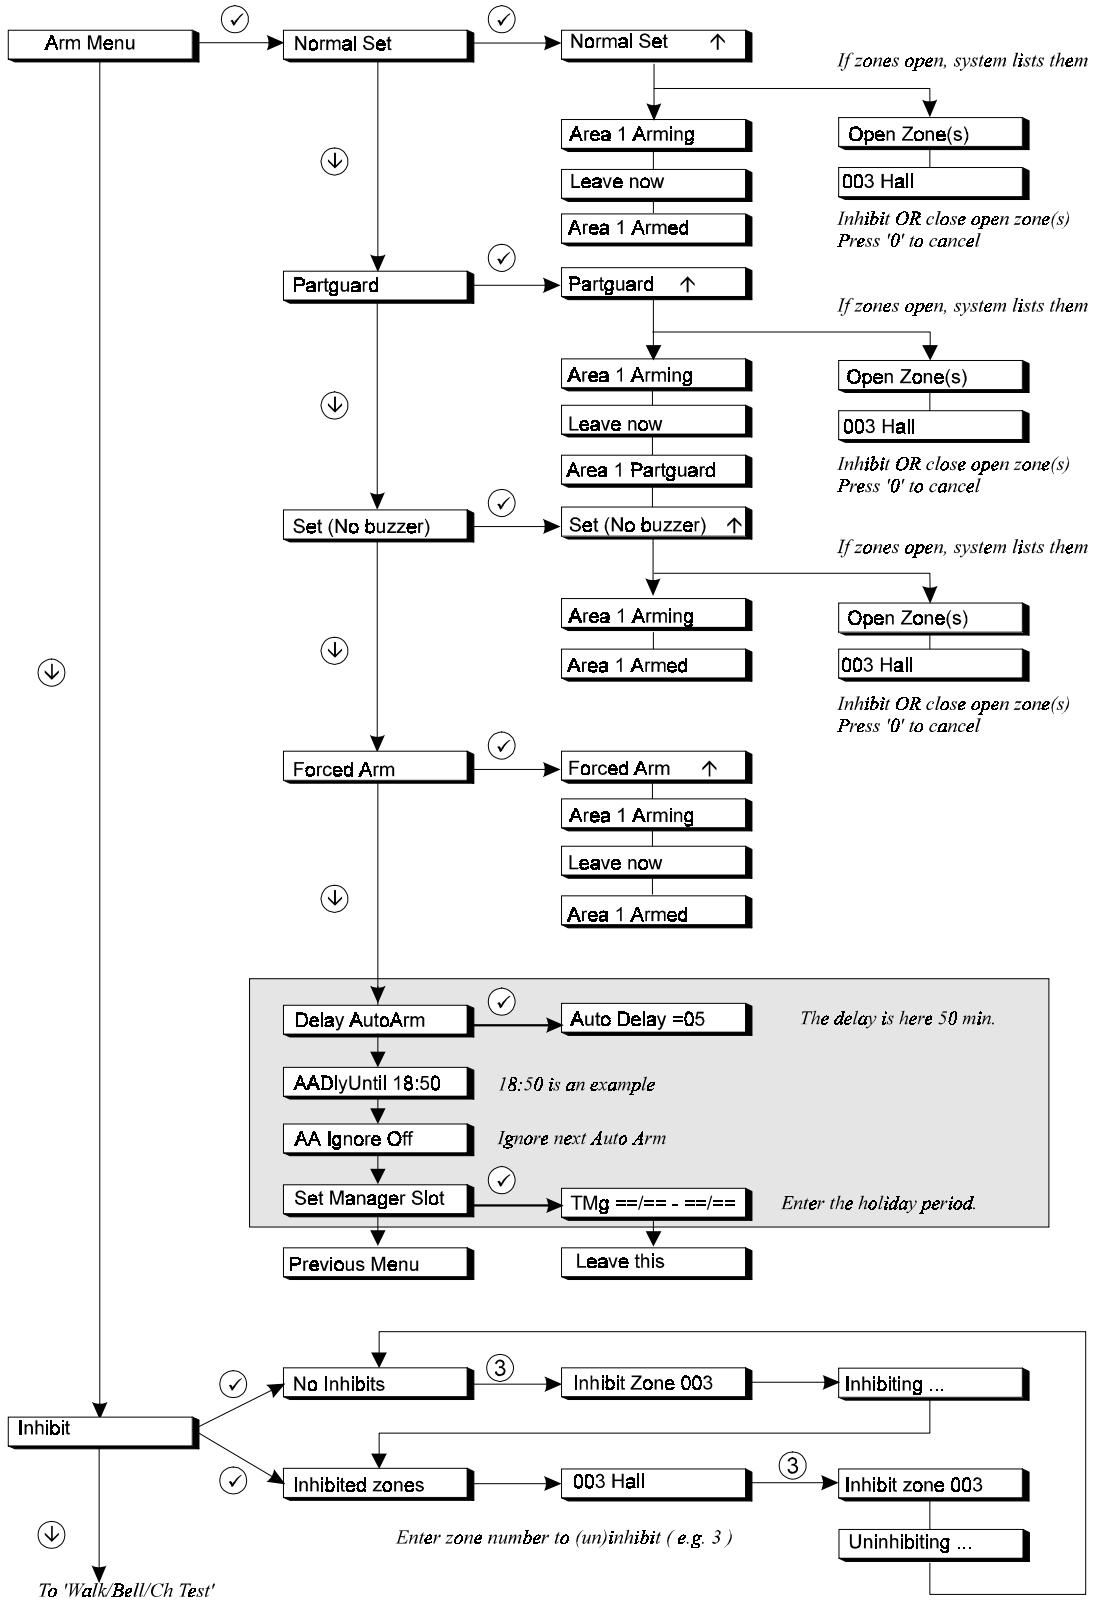 Arm Menu
Normal Set
Normal Set ↑
If zones open, system lists them
Area 1 Arming
Open Zone(s)
Leave now
003 Hall
Area 1 Armed
Inhibit OR close open zone(s)
Press '0' to cancel
Partguard
Partguard ↑
If zones open, system lists them
Area 1 Arming
Open Zone(s)
Leave now
003 Hall
Area 1 Partguard
Inhibit OR close open zone(s)
Press '0' to cancel
Set (No buzzer)
Set (No buzzer) ↑
If zones open, system lists them
Area 1 Arming
Open Zone(s)
Area 1 Armed
003 Hall
Inhibit OR close open zone(s)
Press '0' to cancel
Forced Arm
Forced Arm ↑
Area 1 Arming
Leave now
Area 1 Armed
Delay AutoArm
Auto Delay =05
The delay is here 50 min.
AADlyUntil 18:50
18:50 is an example
AA Ignore Off
Ignore next Auto Arm
Set Manager Slot
TMg ==/== - ==/==
Enter the holiday period.
Previous Menu
Leave this
No Inhibits
3
Inhibit Zone 003
Inhibiting ...
Inhibit
Inhibited zones
003 Hall
3
Inhibit zone 003
Enter zone number to (un)inhibit ( e.g. 3 )
Uninhibiting ...
To 'Walk/Bell/Ch Test'